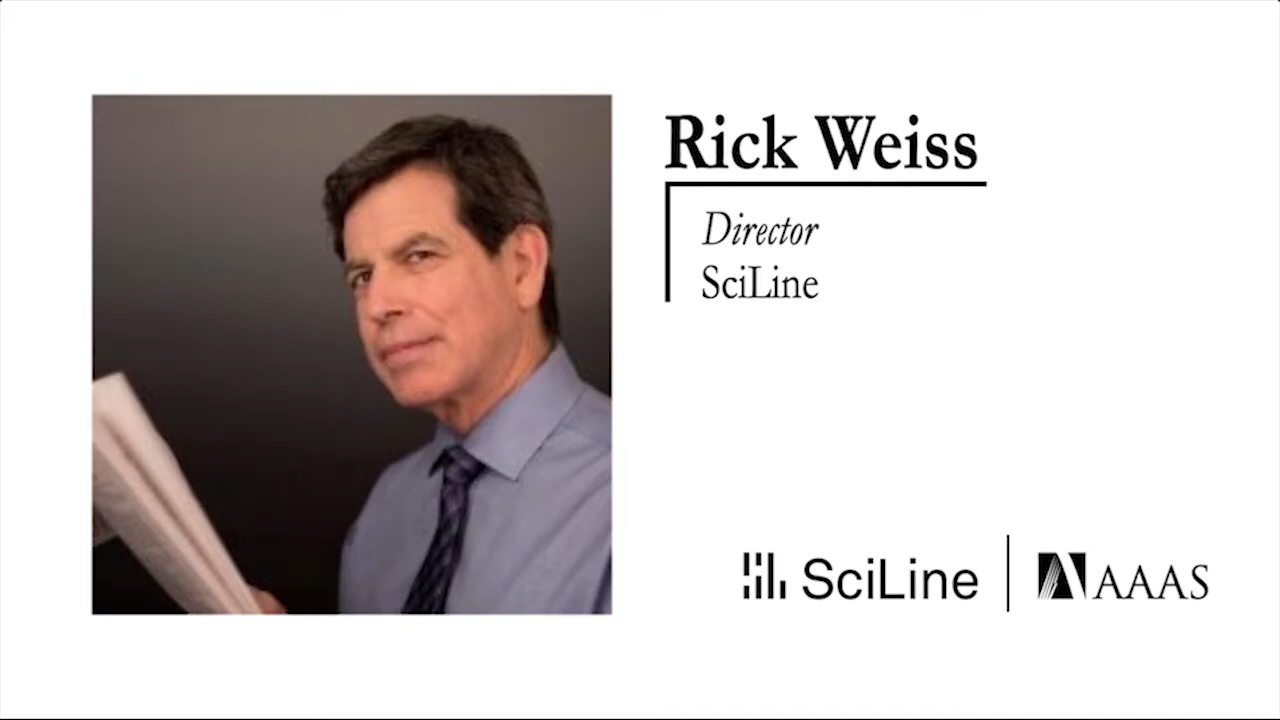 Rick Weiss
Director
SciLine
SciLine
AAAS